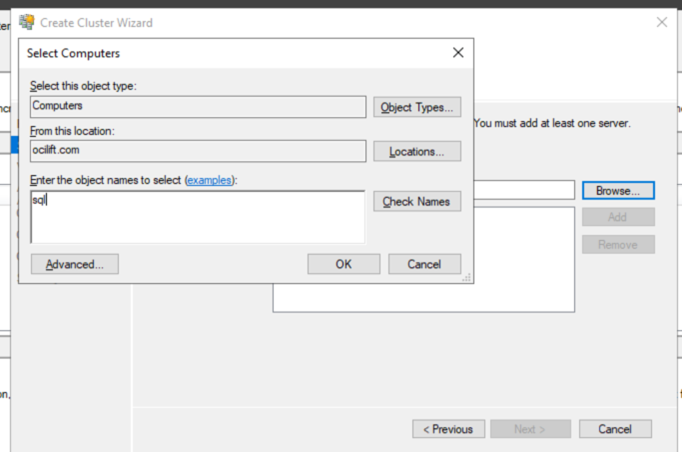 Create Cluster Wizard
Select Computers
Select this object type:
Computers
Object Types...
From this location:
ocilift.com
Locations...
Enter the object names to select (examples):
sql
Check Names
Advanced...
OK
Cancel
You must add at least one server.
Browse...
Add
Remove
< Previous
Next >
Cancel